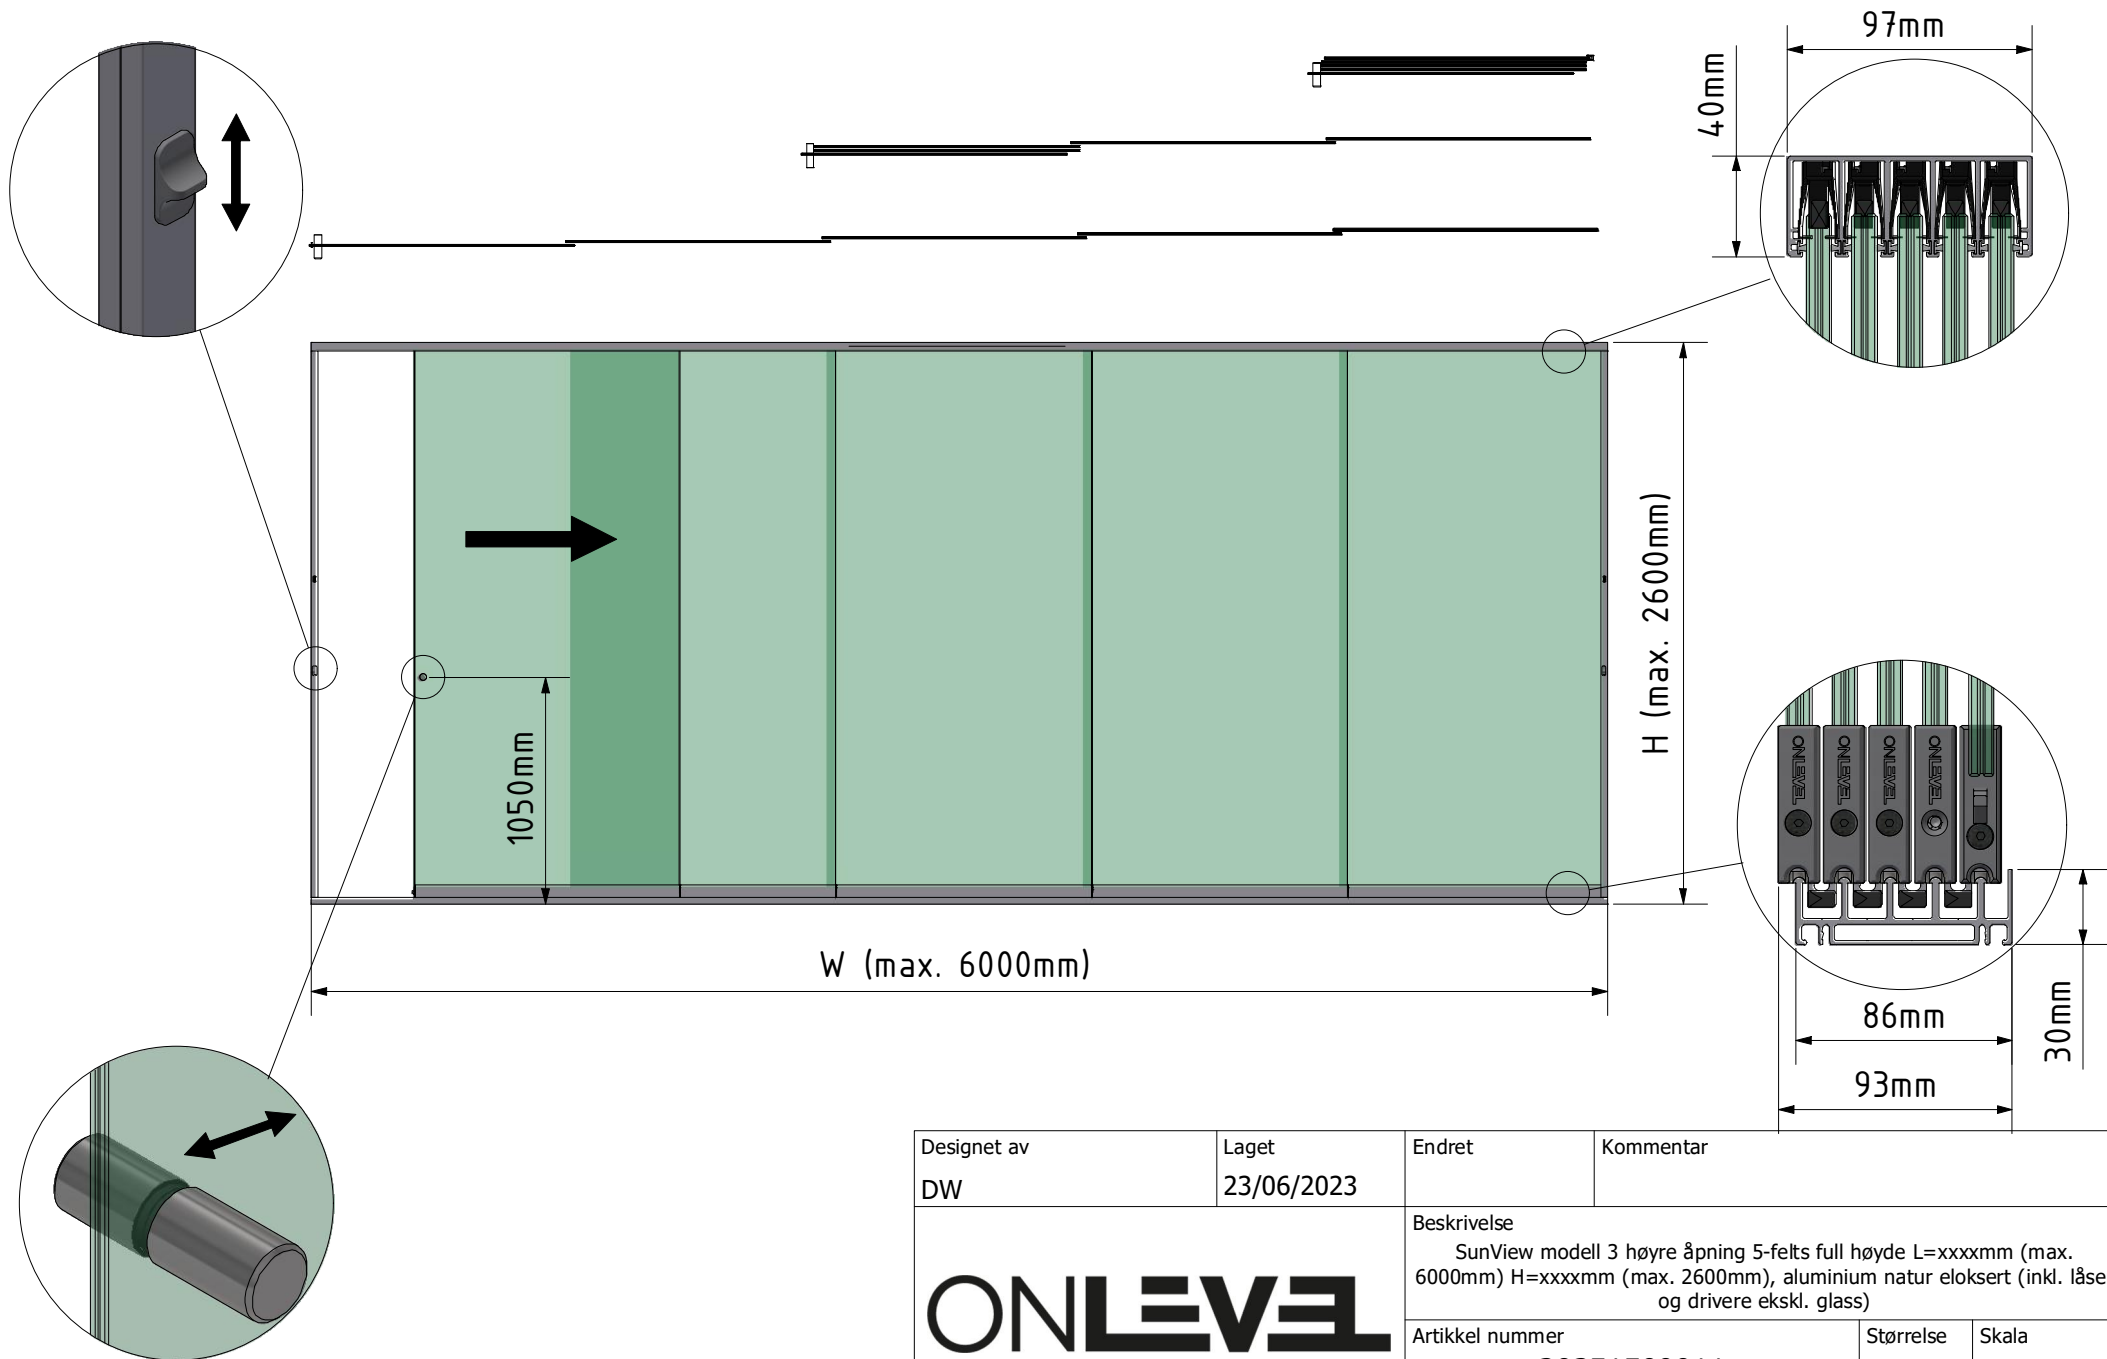 97mm
40mm
H (max. 2600mm)
1050mm
W (max. 6000mm)
ONLEVEL
ONLEVEL
ONLEVEL
ONLEVEL
86mm
30mm
93mm
Designet av
DW
Laget
23/06/2023
Endret
Kommentar
ONLEVEL
Beskrivelse
SunView modell 3 høyre åpning 5-felts full høyde L=xxxxmm (max.
6000mm) H=xxxxmm (max. 2600mm), aluminium natur eloksert (inkl. låse
og drivere ekskl. glass)
Artikkel nummer
Størrelse
Skala